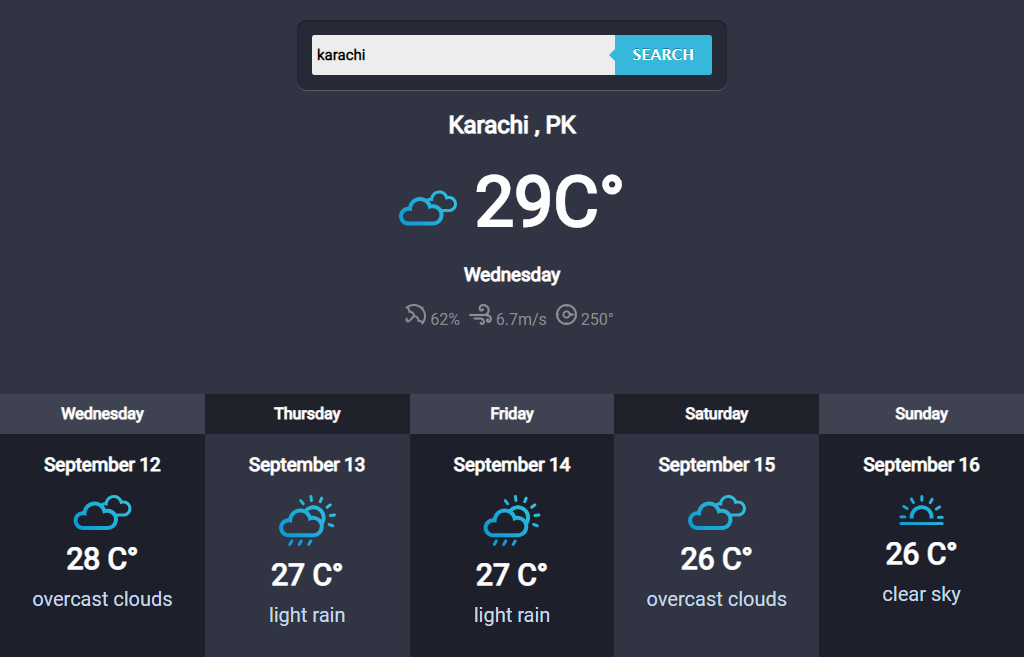 karachi
SEARCH
Karachi , PK
29C°
Wednesday
62% 6.7m/s 250°
Wednesday
Thursday
Friday
Saturday
Sunday
September 12
September 13
September 14
September 15
September 16
28 C°
27 C°
27 C°
26 C°
26 C°
overcast clouds
light rain
light rain
overcast clouds
clear sky